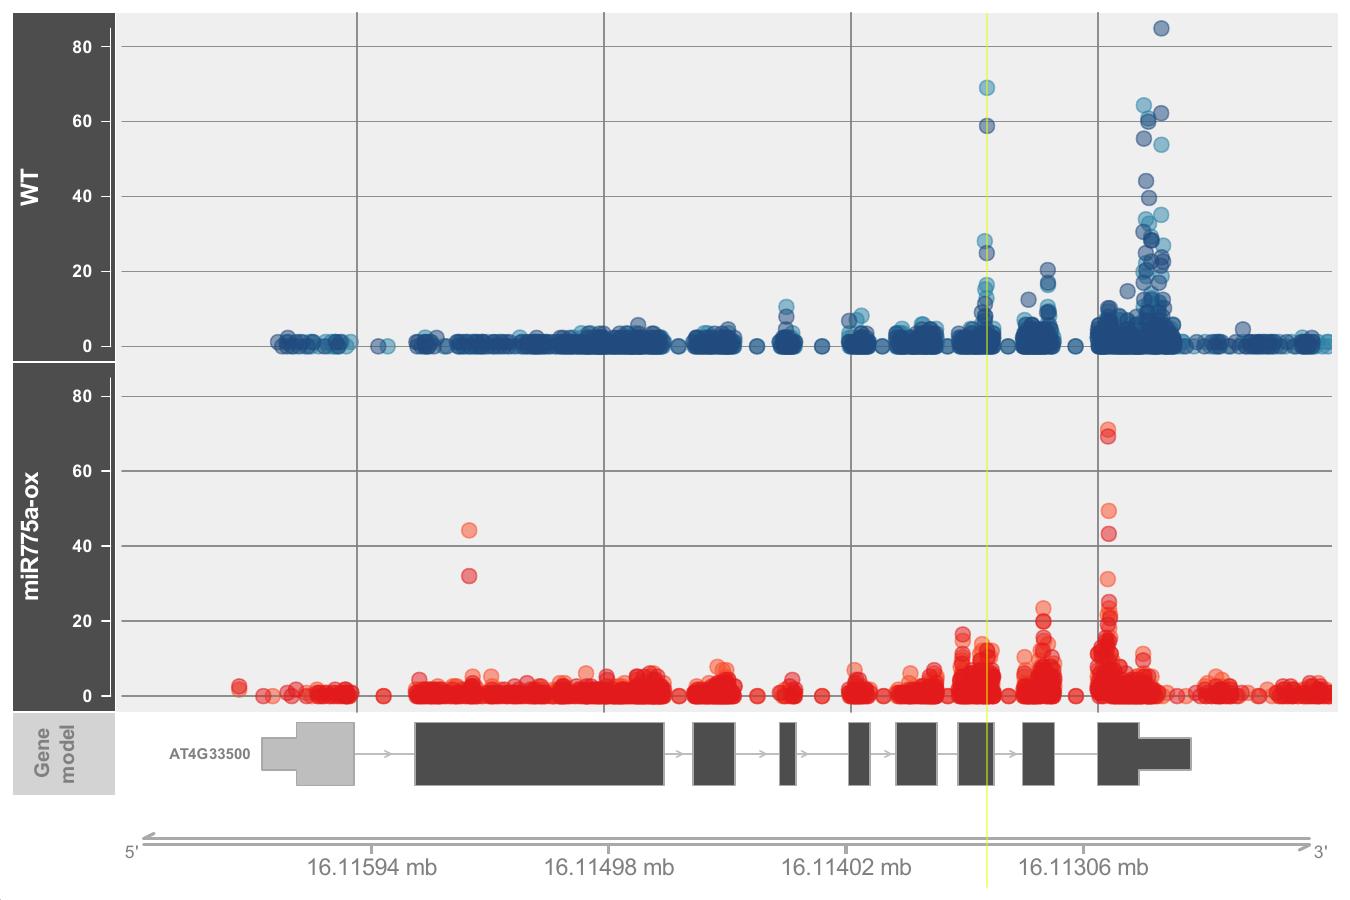 WT
80
60
40
20
0
miR775a-ox
80
60
40
20
0
Gene
model
AT4G33500
5'
3'
16.11594 mb
16.11498 mb
16.11402 mb
16.11306 mb